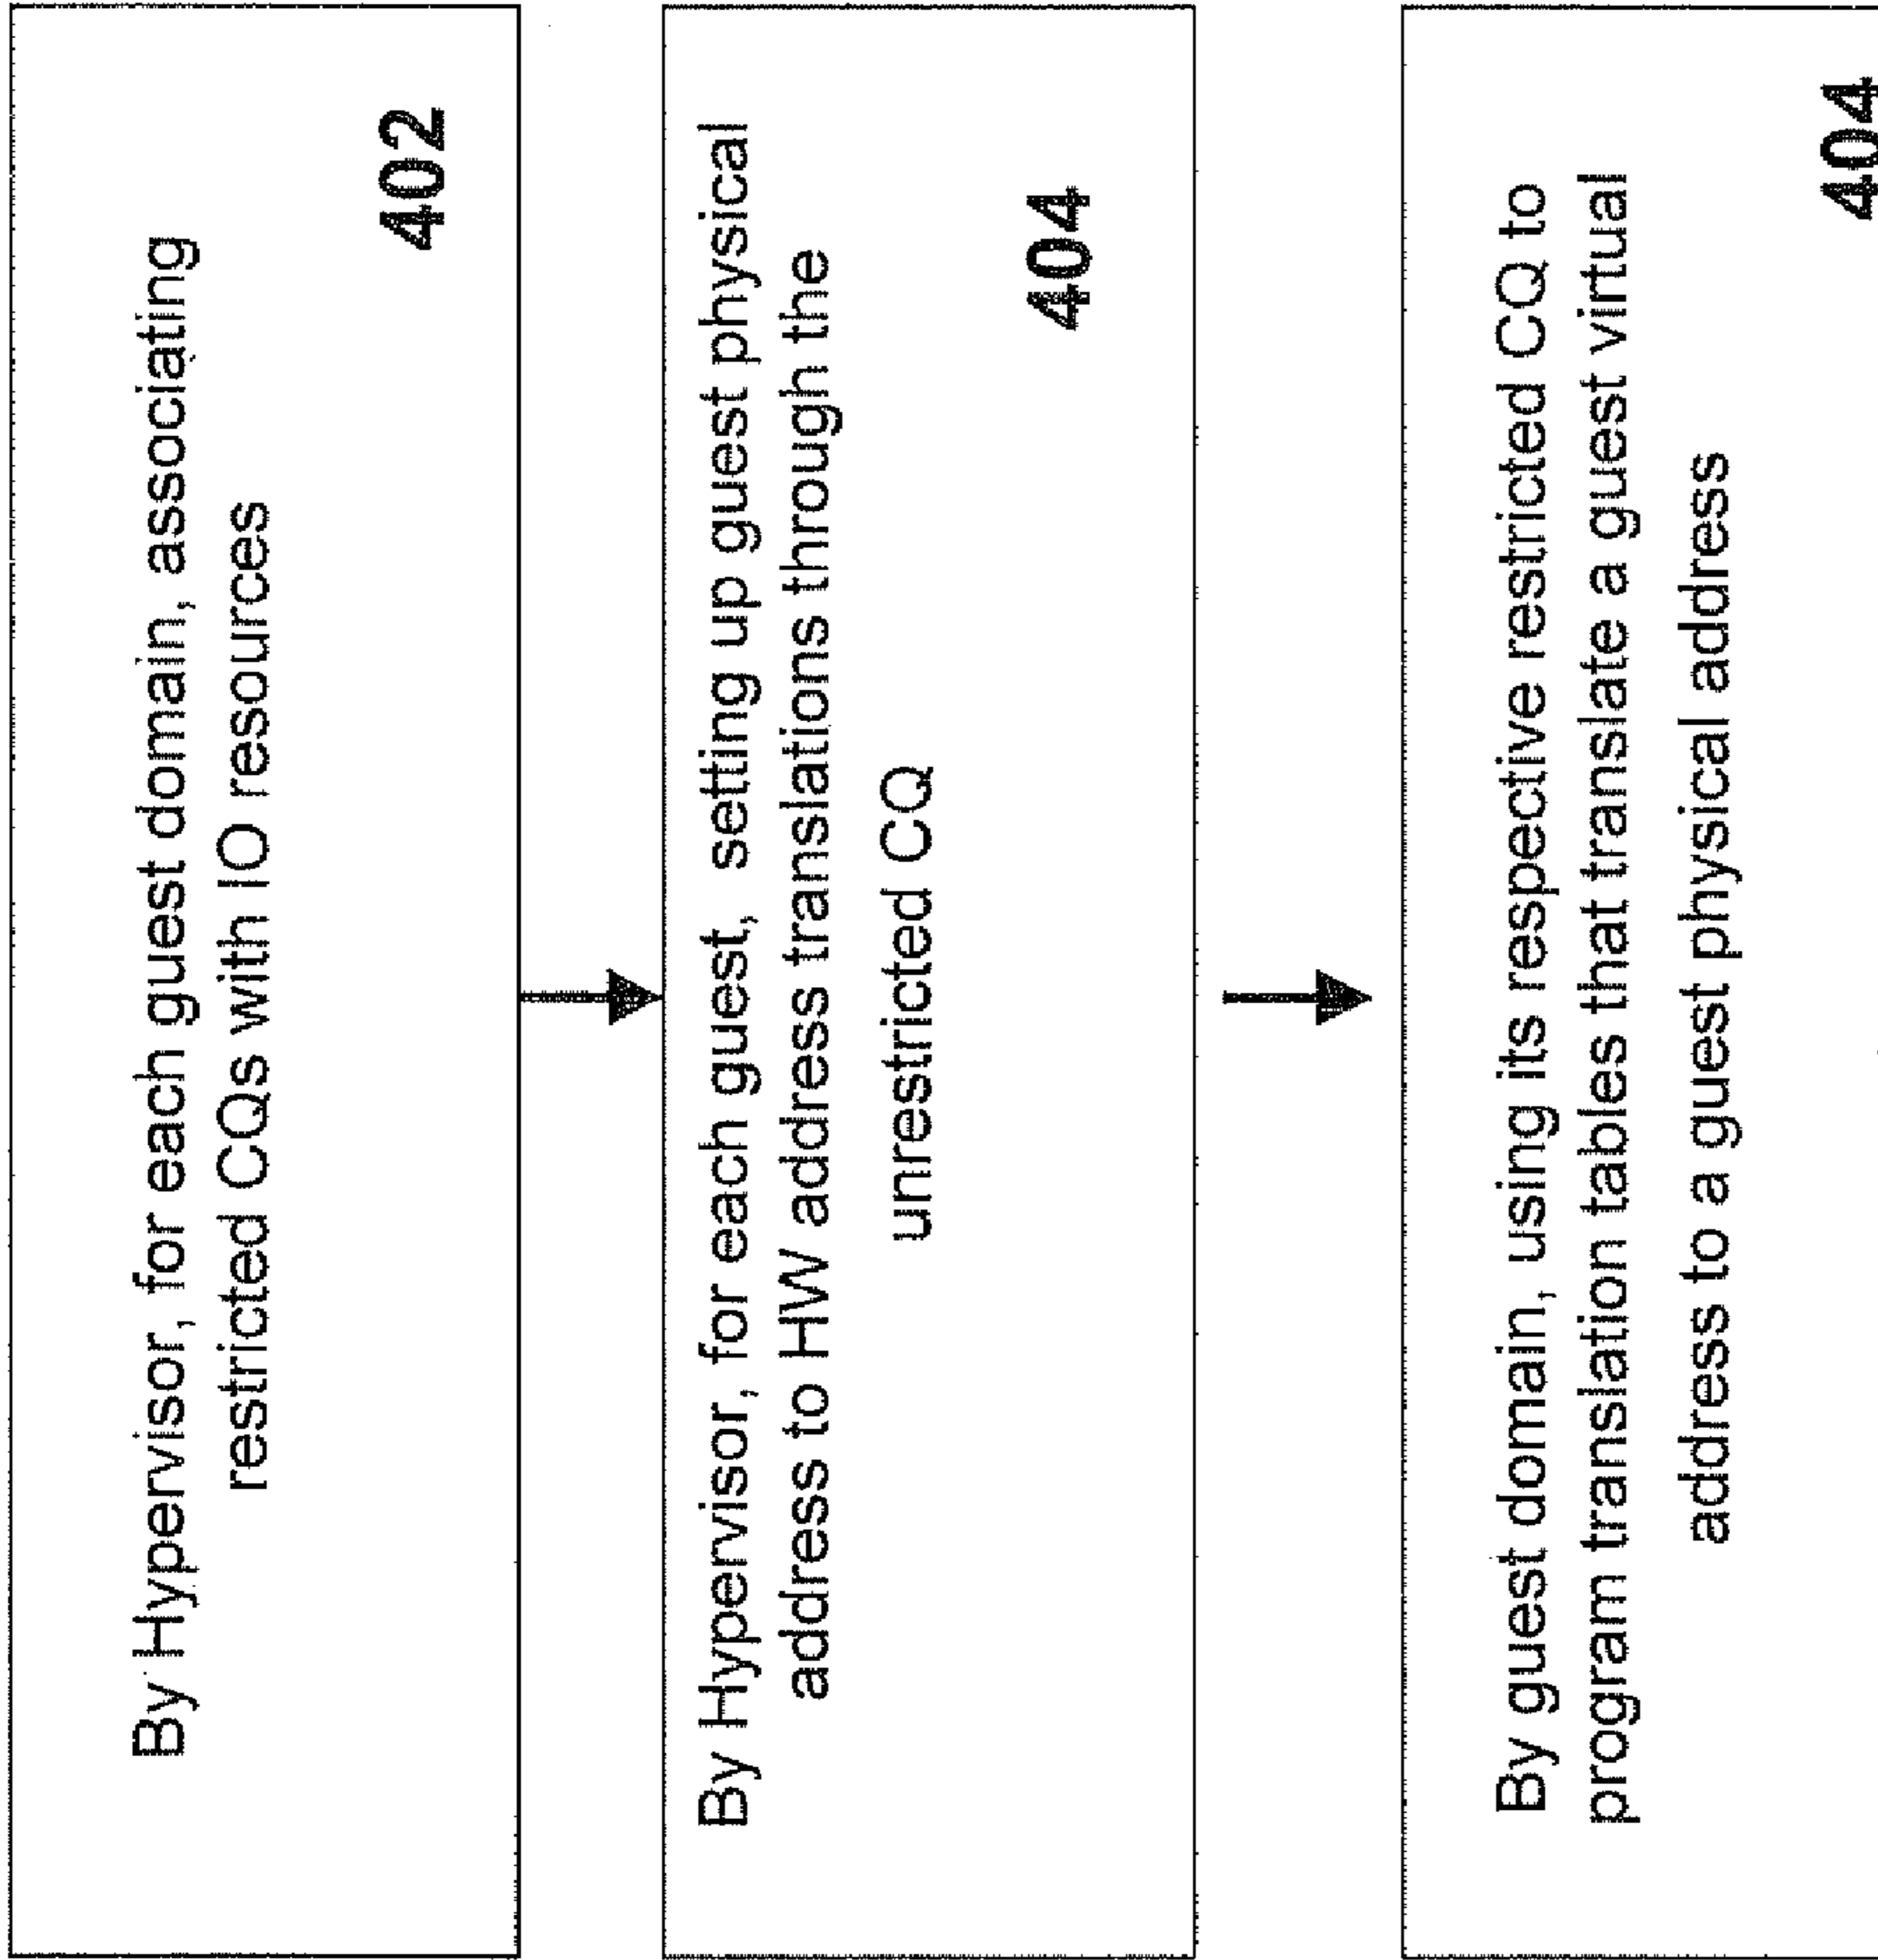 By Hypervisor, for each guest domain, associating
restricted CQs with IO resources
402
By Hypervisor, for each guest, setting up guest physical
address to HW address translations through the
unrestricted CQ
404
By guest domain, using its respective restricted CQ to
program translation tables that translate a guest virtual
address to a guest physical address
404